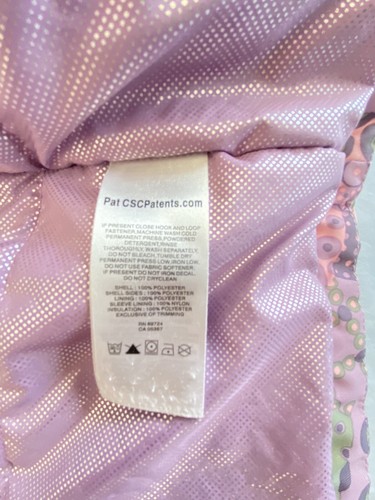 Pat CSCPatents.com
IF PRESENT CLOSE HOOK AND LOOP
FASTENER,MACHINE WASH COLD
PERMANENT PRESS,POWDERED
DETERGENT,RINSE
THOROUGHLY,WASH SEPARATELY,
DO NOT BLEACH,TUMBLE DRY
PERMANENT PRESS LOW,IRON LOW,
DO NOT USE FABRIC SOFTENER,
IF PRESENT DO NOT IRON DECAL,
DO NOT DRYCLEAN
SHELL : 100% POLYESTER
SHELL SIDES : 100% POLYESTER
LINING : 100% POLYESTER
SLEEVE LINING : 100% NYLON
INSULATION : 100% POLYESTER
EXCLUSIVE OF TRIMMING
RN
CA